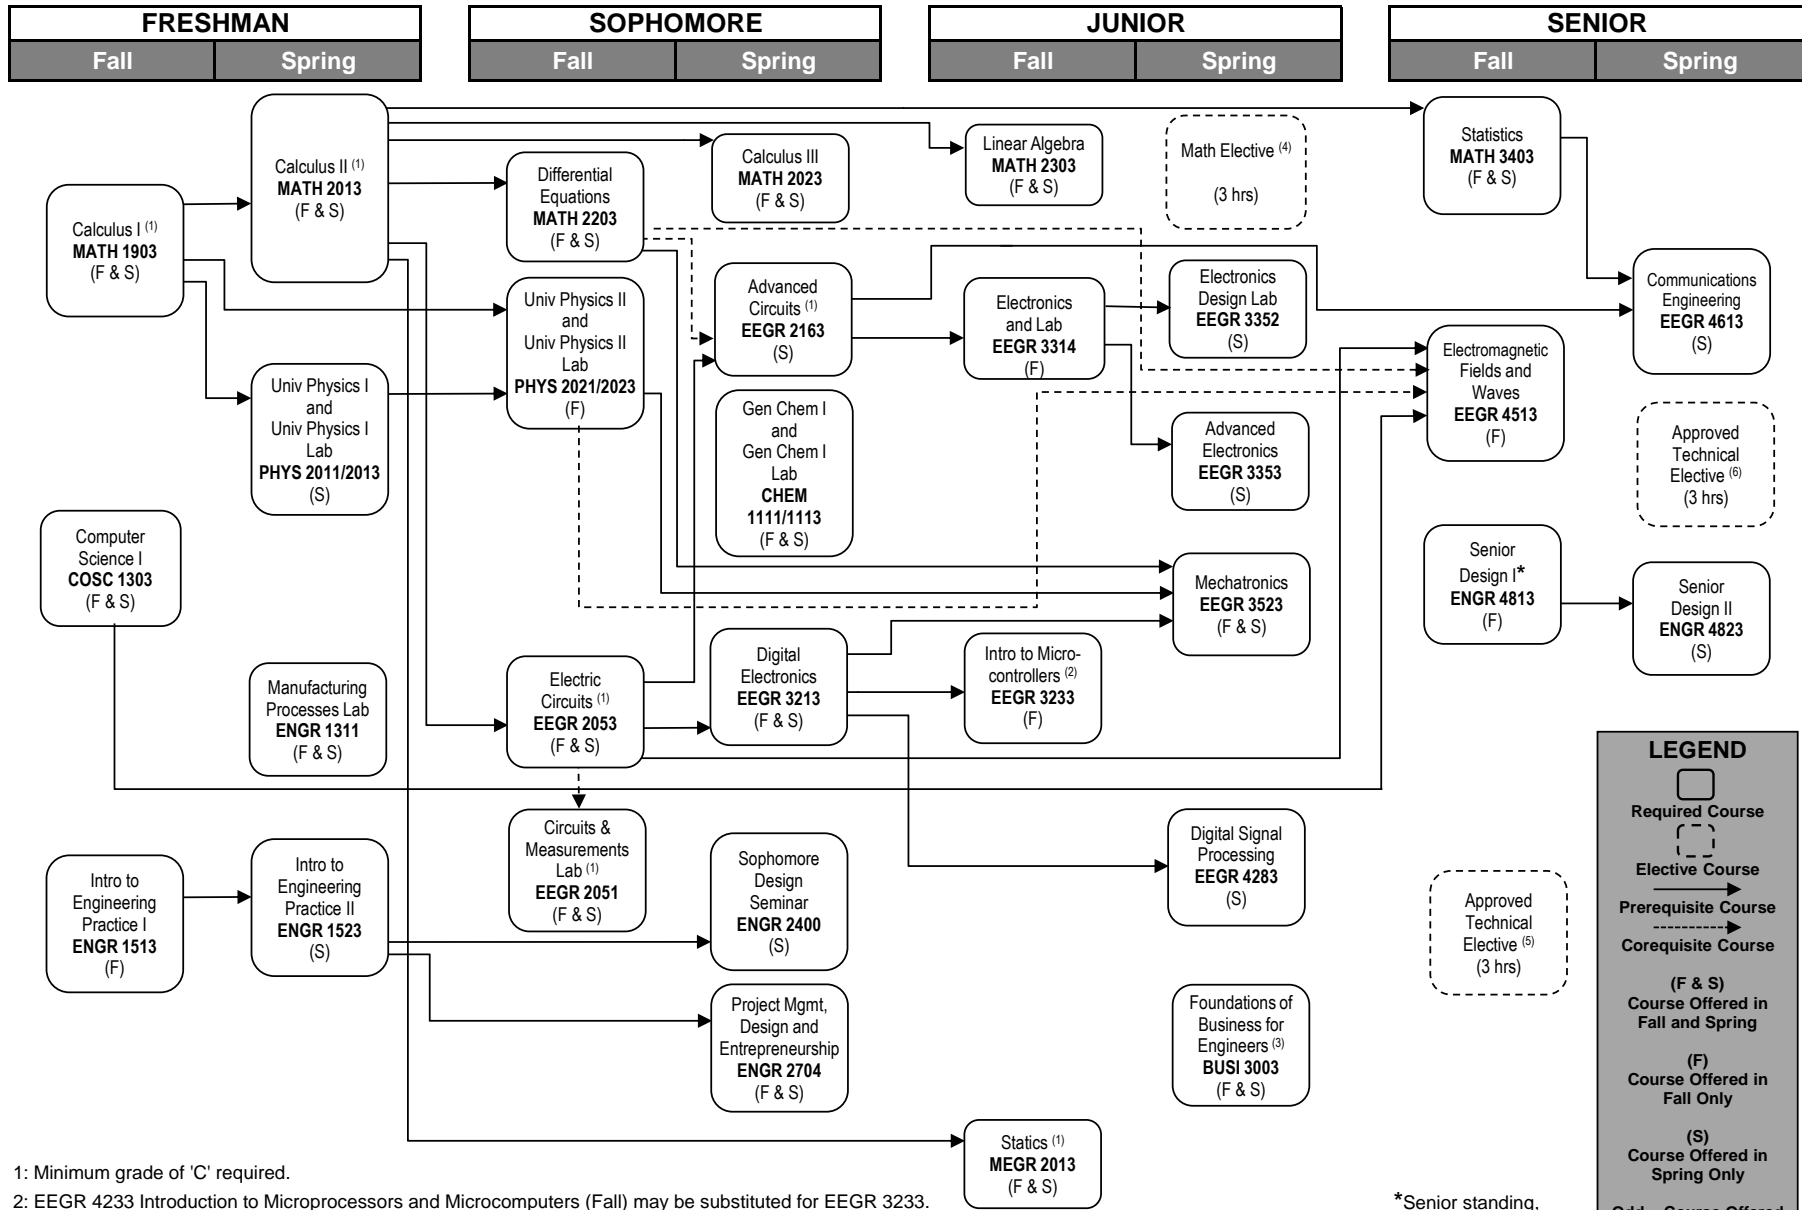 FRESHMAN
Fall
Spring
SOPHOMORE
Fall
Spring
JUNIOR
Fall
Spring
SENIOR
Fall
Spring
Calculus I (1)
MATH 1903
(F & S)
Computer
Science I
COSC 1303
(F & S)
Intro to
Engineering
Practice I
ENGR 1513
(F)
Calculus II (1)
MATH 2013
(F & S)
Univ Physics I
and
Univ Physics I
Lab
PHYS 2011/2013
(S)
Manufacturing
Processes Lab
ENGR 1311
(F & S)
Intro to
Engineering
Practice II
ENGR 1523
(S)
Differential
Equations
MATH 2203
(F & S)
Univ Physics II
and
Univ Physics II
Lab
PHYS 2021/2023
(F)
Electric
Circuits (1)
EEGR 2053
(F & S)
Circuits &
Measurements
Lab (1)
EEGR 2051
(F & S)
Calculus III
MATH 2023
(F & S)
Advanced
Circuits (1)
EEGR 2163
(S)
Gen Chem I
and
Gen Chem I
Lab
CHEM
1111/1113
(F & S)
Digital
Electronics
EEGR 3213
(F & S)
Sophomore
Design
Seminar
ENGR 2400
(S)
Project Mgmt,
Design and
Entrepreneurship
ENGR 2704
(F & S)
Linear Algebra
MATH 2303
(F & S)
Electronics
and Lab
EEGR 3314
(F)
Intro to Micro-
controllers (2)
EEGR 3233
(F)
Statics (1)
MEGR 2013
(F & S)
Math Elective (4)
(3 hrs)
Electronics
Design Lab
EEGR 3352
(S)
Advanced
Electronics
EEGR 3353
(S)
Mechatronics
EEGR 3523
(F & S)
Digital Signal
Processing
EEGR 4283
(S)
Foundations of
Business for
Engineers (3)
BUSI 3003
(F & S)
Statistics
MATH 3403
(F & S)
Electromagnetic
Fields and
Waves
EEGR 4513
(F)
Senior
Design I*
ENGR 4813
(F)
Approved
Technical
Elective (5)
(3 hrs)
Communications
Engineering
EEGR 4613
(S)
Approved
Technical
Elective (6)
(3 hrs)
Senior
Design II
ENGR 4823
(S)
LEGEND
Required Course
Elective Course
Prerequisite Course
Corequisite Course
(F & S)
Course Offered in
Fall and Spring
(F)
Course Offered in
Fall Only
(S)
Course Offered in
Spring Only
1: Minimum grade of 'C' required.
2: EEGR 4233 Introduction to Microprocessors and Microcomputers (Fall) may be substituted for EEGR 3233.
*Senior standing,